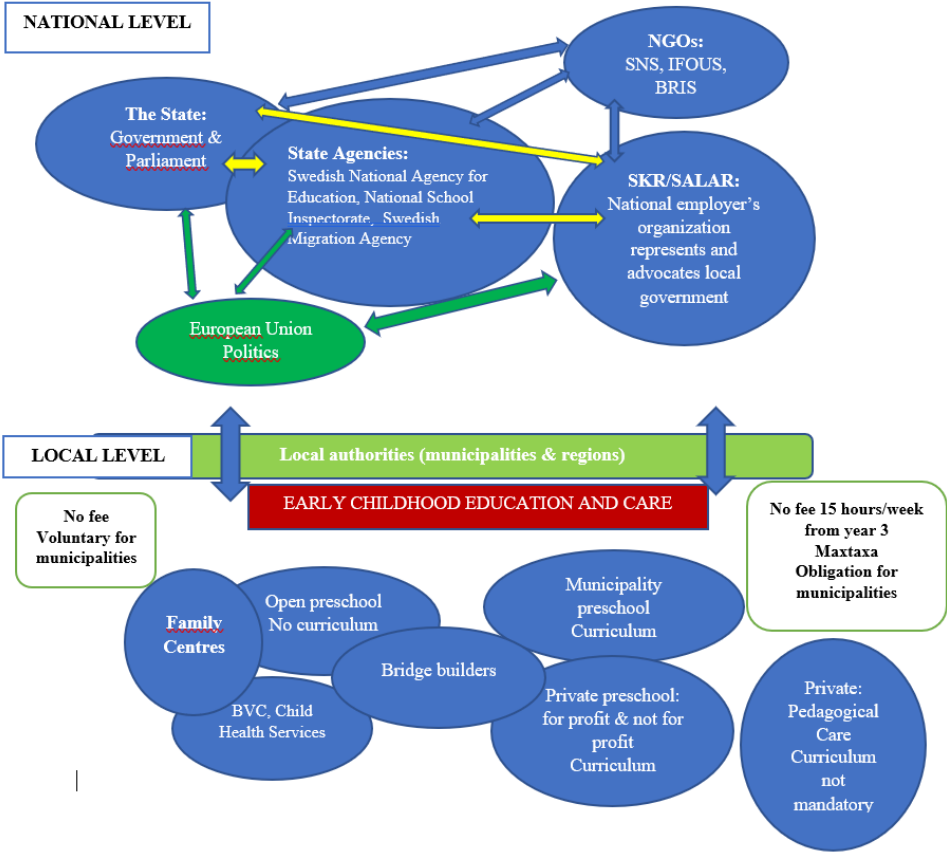 NATIONAL LEVEL
NGOs:
SNS, IFOUS,
BRIS
The State:
Government &
Parliament
State Agencies:
Swedish National Agency for
Education, National School
Inspectorate, Swedish
Migration Agency
SKR/SALAR:
National employer's
organization
represents and
advocates local
government
European Union
Politics
LOCAL LEVEL
Local authorities (municipalities & regions)
EARLY CHILDHOOD EDUCATION AND CARE
No fee
Voluntary for
municipalities
No fee 15 hours/week
from year 3
Maxtaxa
Obligation for
municipalities
Family
Centres
Open preschool
No curriculum
Bridge builders
BVC, Child
Health Services
Municipality
preschool
Curriculum
Private preschool:
for profit & not for
profit
Curriculum
Private:
Pedagogical
Care
Curriculum
not
mandatory